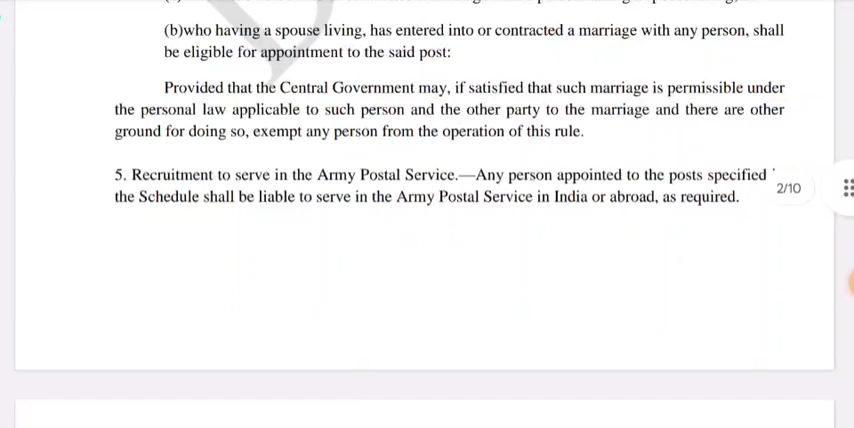 (b)who having a spouse living, has entered into or contracted a marriage with any person, shall
be eligible for appointment to the said post:
Provided that the Central Government may, if satisfied that such marriage is permissible under
the personal law applicable to such person and the other party to the marriage and there are other
ground for doing so, exempt any person from the operation of this rule.
5. Recruitment to serve in the Army Postal Service.—Any person appointed to the posts specified
the Schedule shall be liable to serve in the Army Postal Service in India or abroad, as required.
2/10